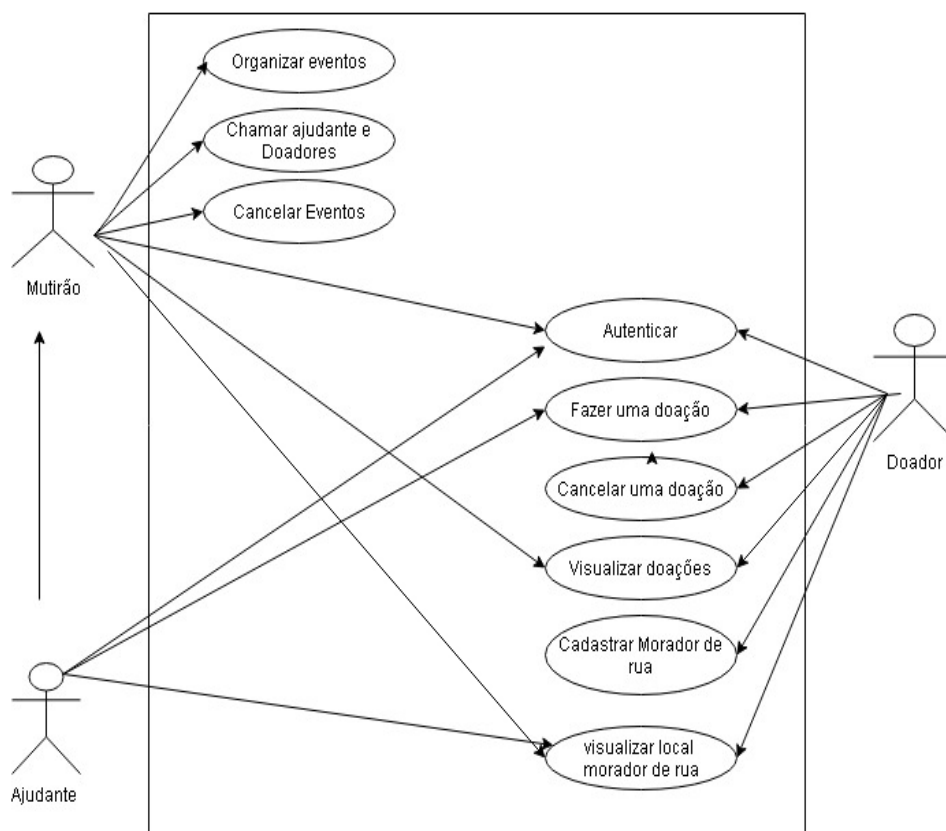 Organizar eventos
Chamar ajudante e
Doadores
Cancelar Eventos
Mutirão
Autenticar
Fazer uma doação
Doador
Cancelar uma doação
Visualizar doações
Cadastrar Morador de
rua
visualizar local
morador de rua
Ajudante